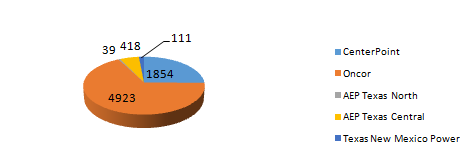 39 418 111
1854
4923
CenterPoint
Oncor
AEP Texas North
AEP Texas Central
Texas New Mexico Power